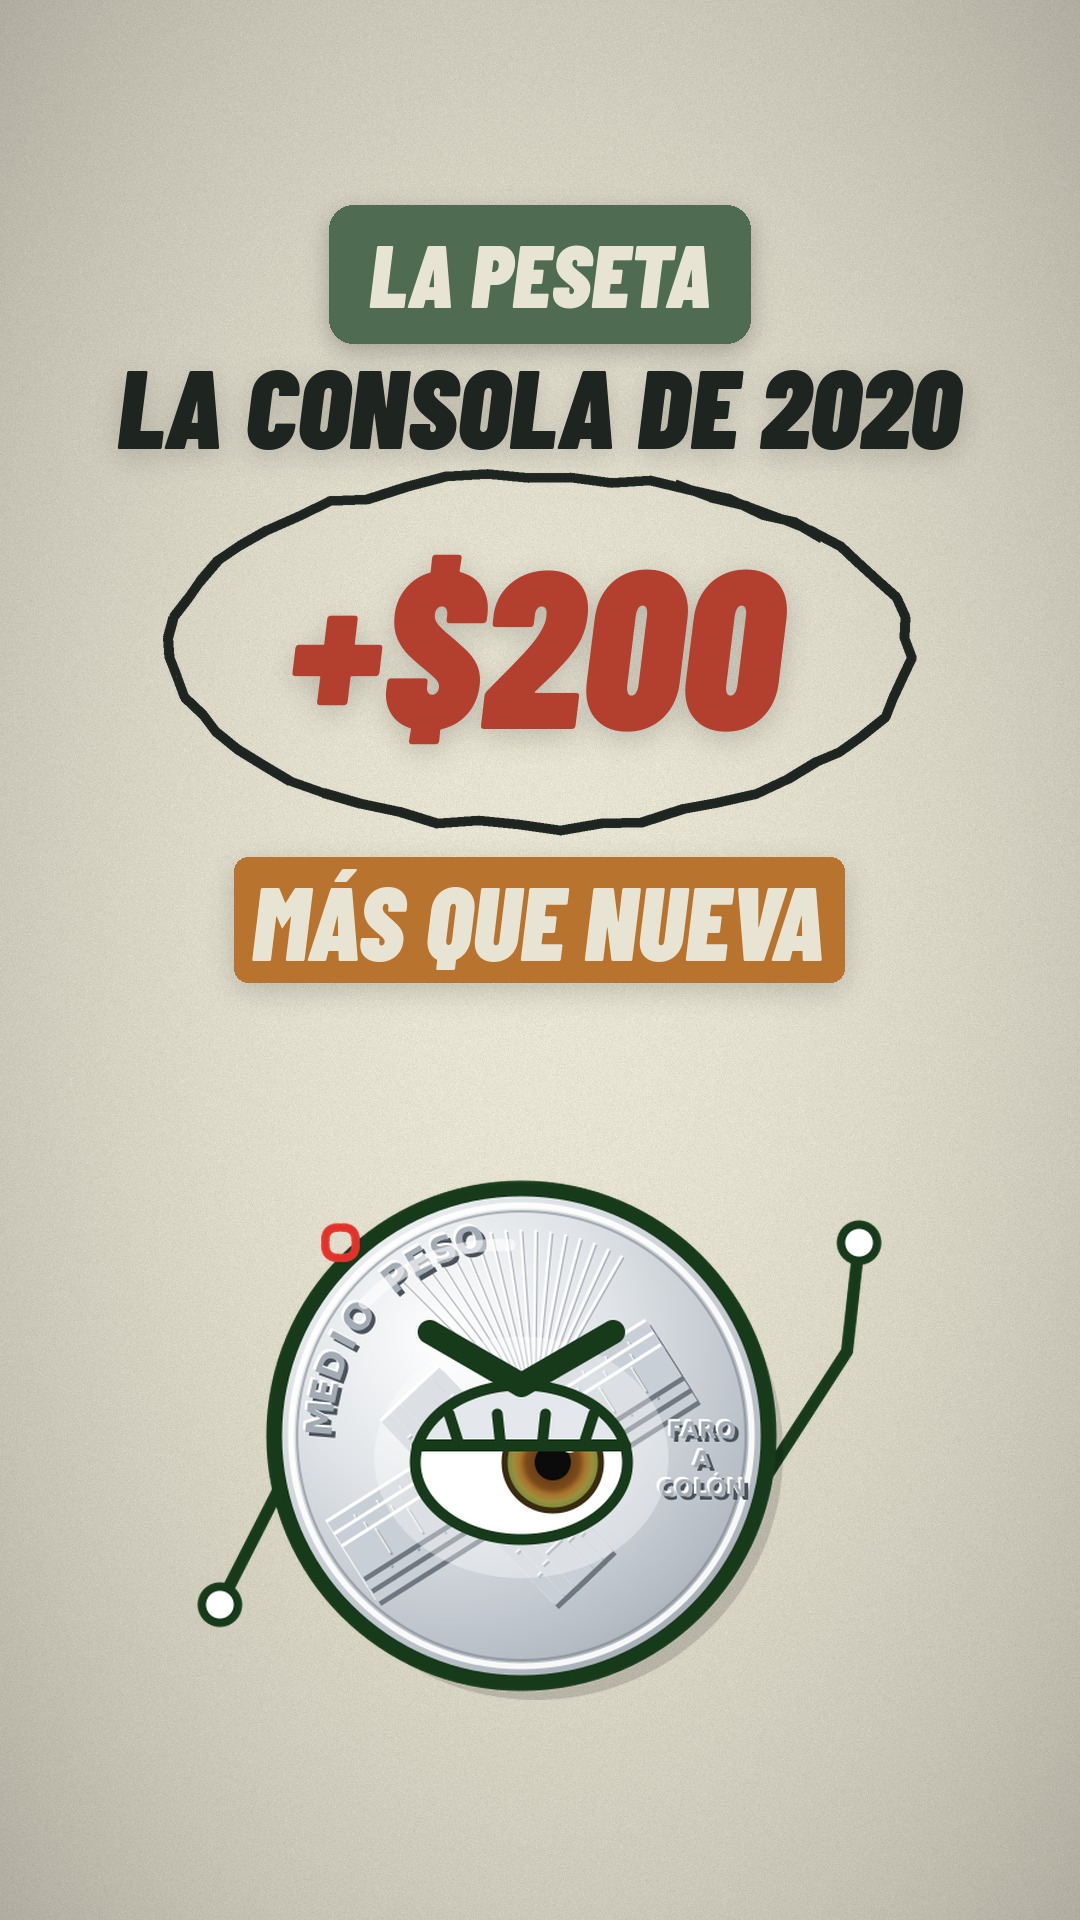 LA PESETA
LA CONSOLA DE 2020
+$200
MÁS QUE NUEVA
MEDIO PESO
FARO
A
COLÓN